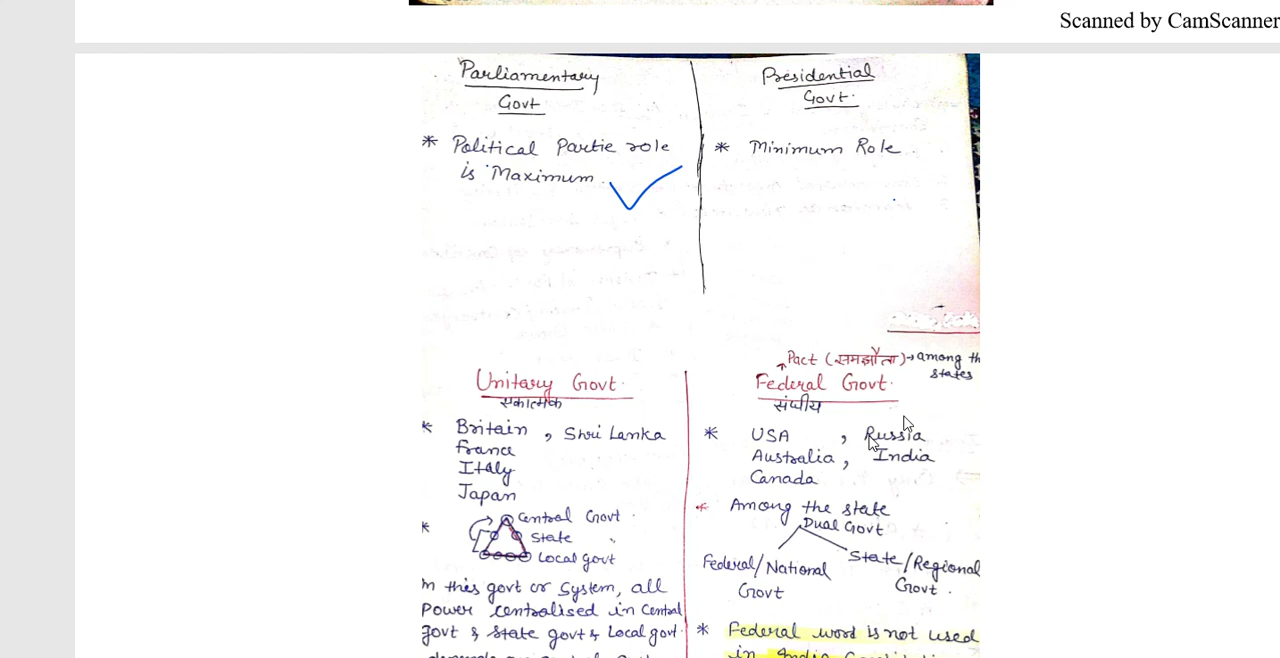 Scanned by CamScanner
Parliamentary
Govt
* Political Partie role
is Maximum.
Presidential
Govt.
* Minimum Role.
Pact (समझौता)→among th
states
Unitary Govt.
एकात्मक
* Britain, Shri Lanka
France
Italy
Japan
* Central Govt.
State
Local govt
In this govt or System, all
Power centralised in Central
govt & State govt & Local govt.
Federal Govt.
संघीय
* USA, Russia
Australia, India
Canada
* Among the state
Dual Govt
Federal/National
Govt
State/Regional
Govt.
* Federal word is not used
in India